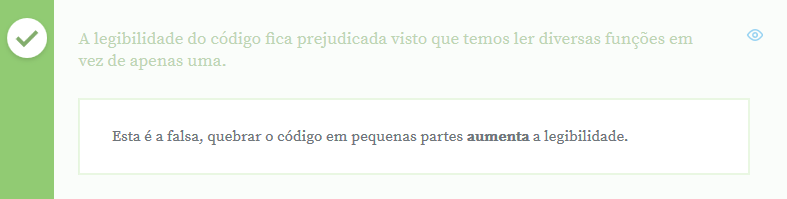 A legibilidade do código fica prejudicada visto que temos ler diversas funções em
vez de apenas uma.
Esta é a falsa, quebrar o código em pequenas partes aumenta a legibilidade.